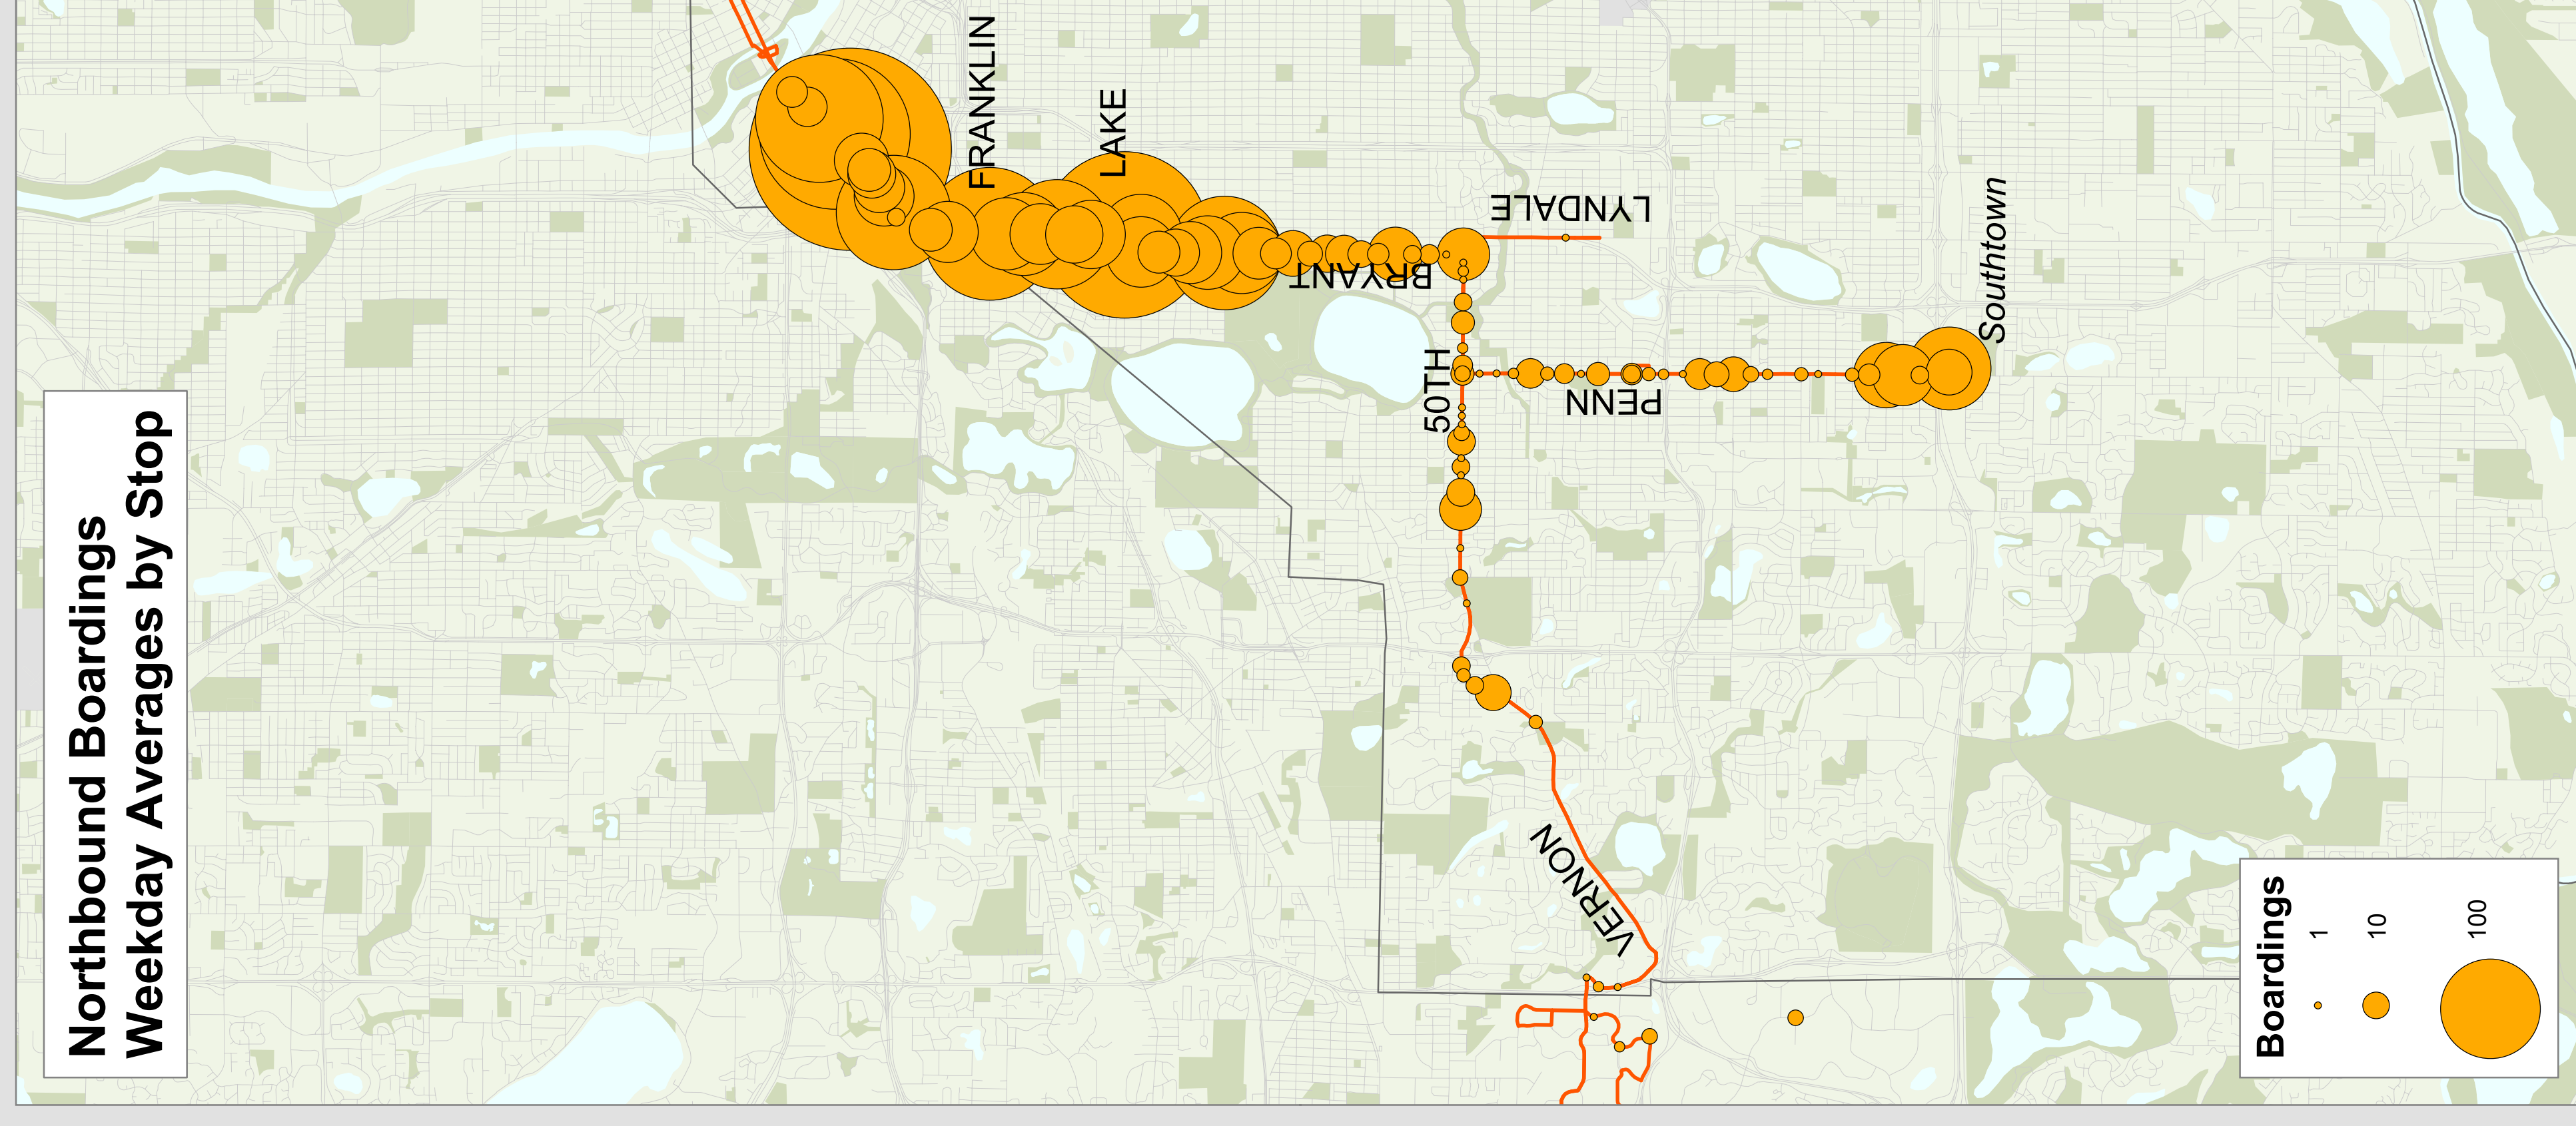 Northbound Boardings
Weekday Averages by Stop
FRANKLIN
LAKE
BRYANT
LYNDALE
50TH
PENN
Southtown
VERNON
Boardings
1
10
100